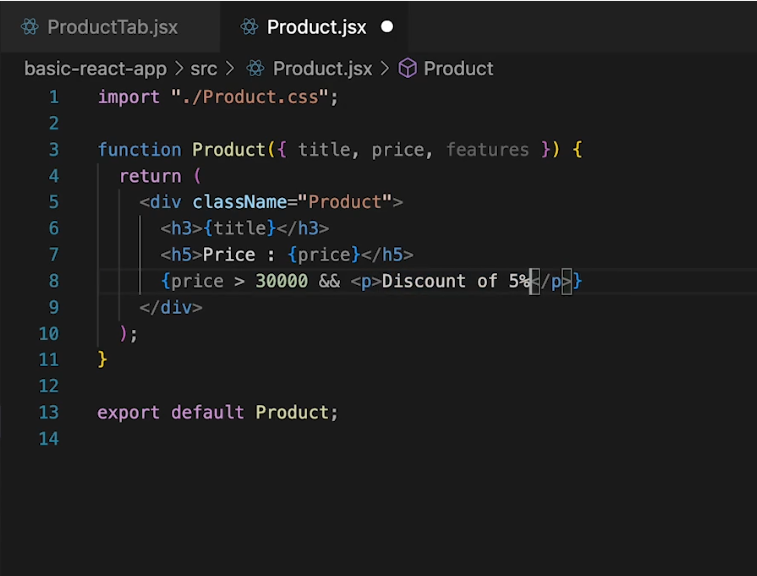 ProductTab.jsx Product.jsx
basic-react-app > src > Product.jsx > Product
1 import "./Product.css";
2
3 function Product({ title, price, features }) {
4 return (
5 <div className="Product">
6 <h3>{title}</h3>
7 <h5>Price : {price}</h5>
8 {price > 30000 && <p>Discount of 5%</p>}
9 </div>
10 );
11 }
12
13 export default Product;
14